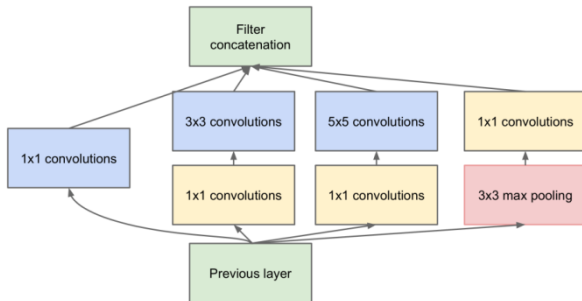 Filter
concatenation
3x3 convolutions
5x5 convolutions
1x1 convolutions
1x1 convolutions
1x1 convolutions
1x1 convolutions
3x3 max pooling
Previous layer